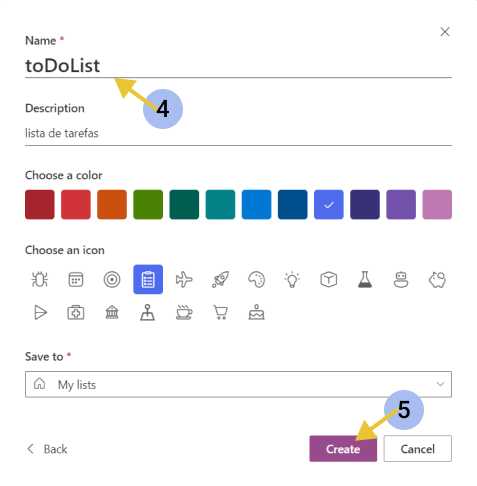 Name *
toDoList
4
Description
lista de tarefas
Choose a color
Choose an icon
Save to *
My lists
5
Back
Create
Cancel